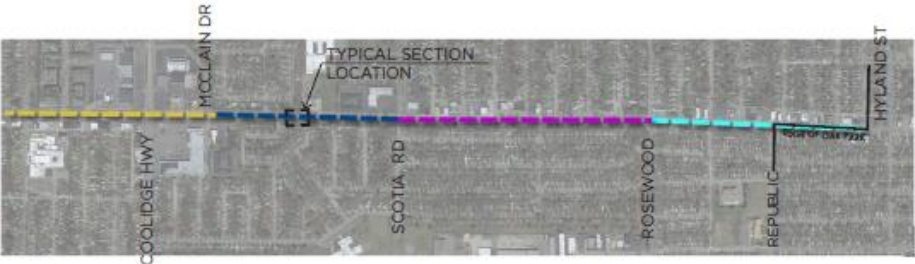 MCCLAIN DR
TYPICAL SECTION
LOCATION
HYLAND ST
COOLIDGE HWY
SCOTIA RD
ROSEWOOD
REPUBLIC